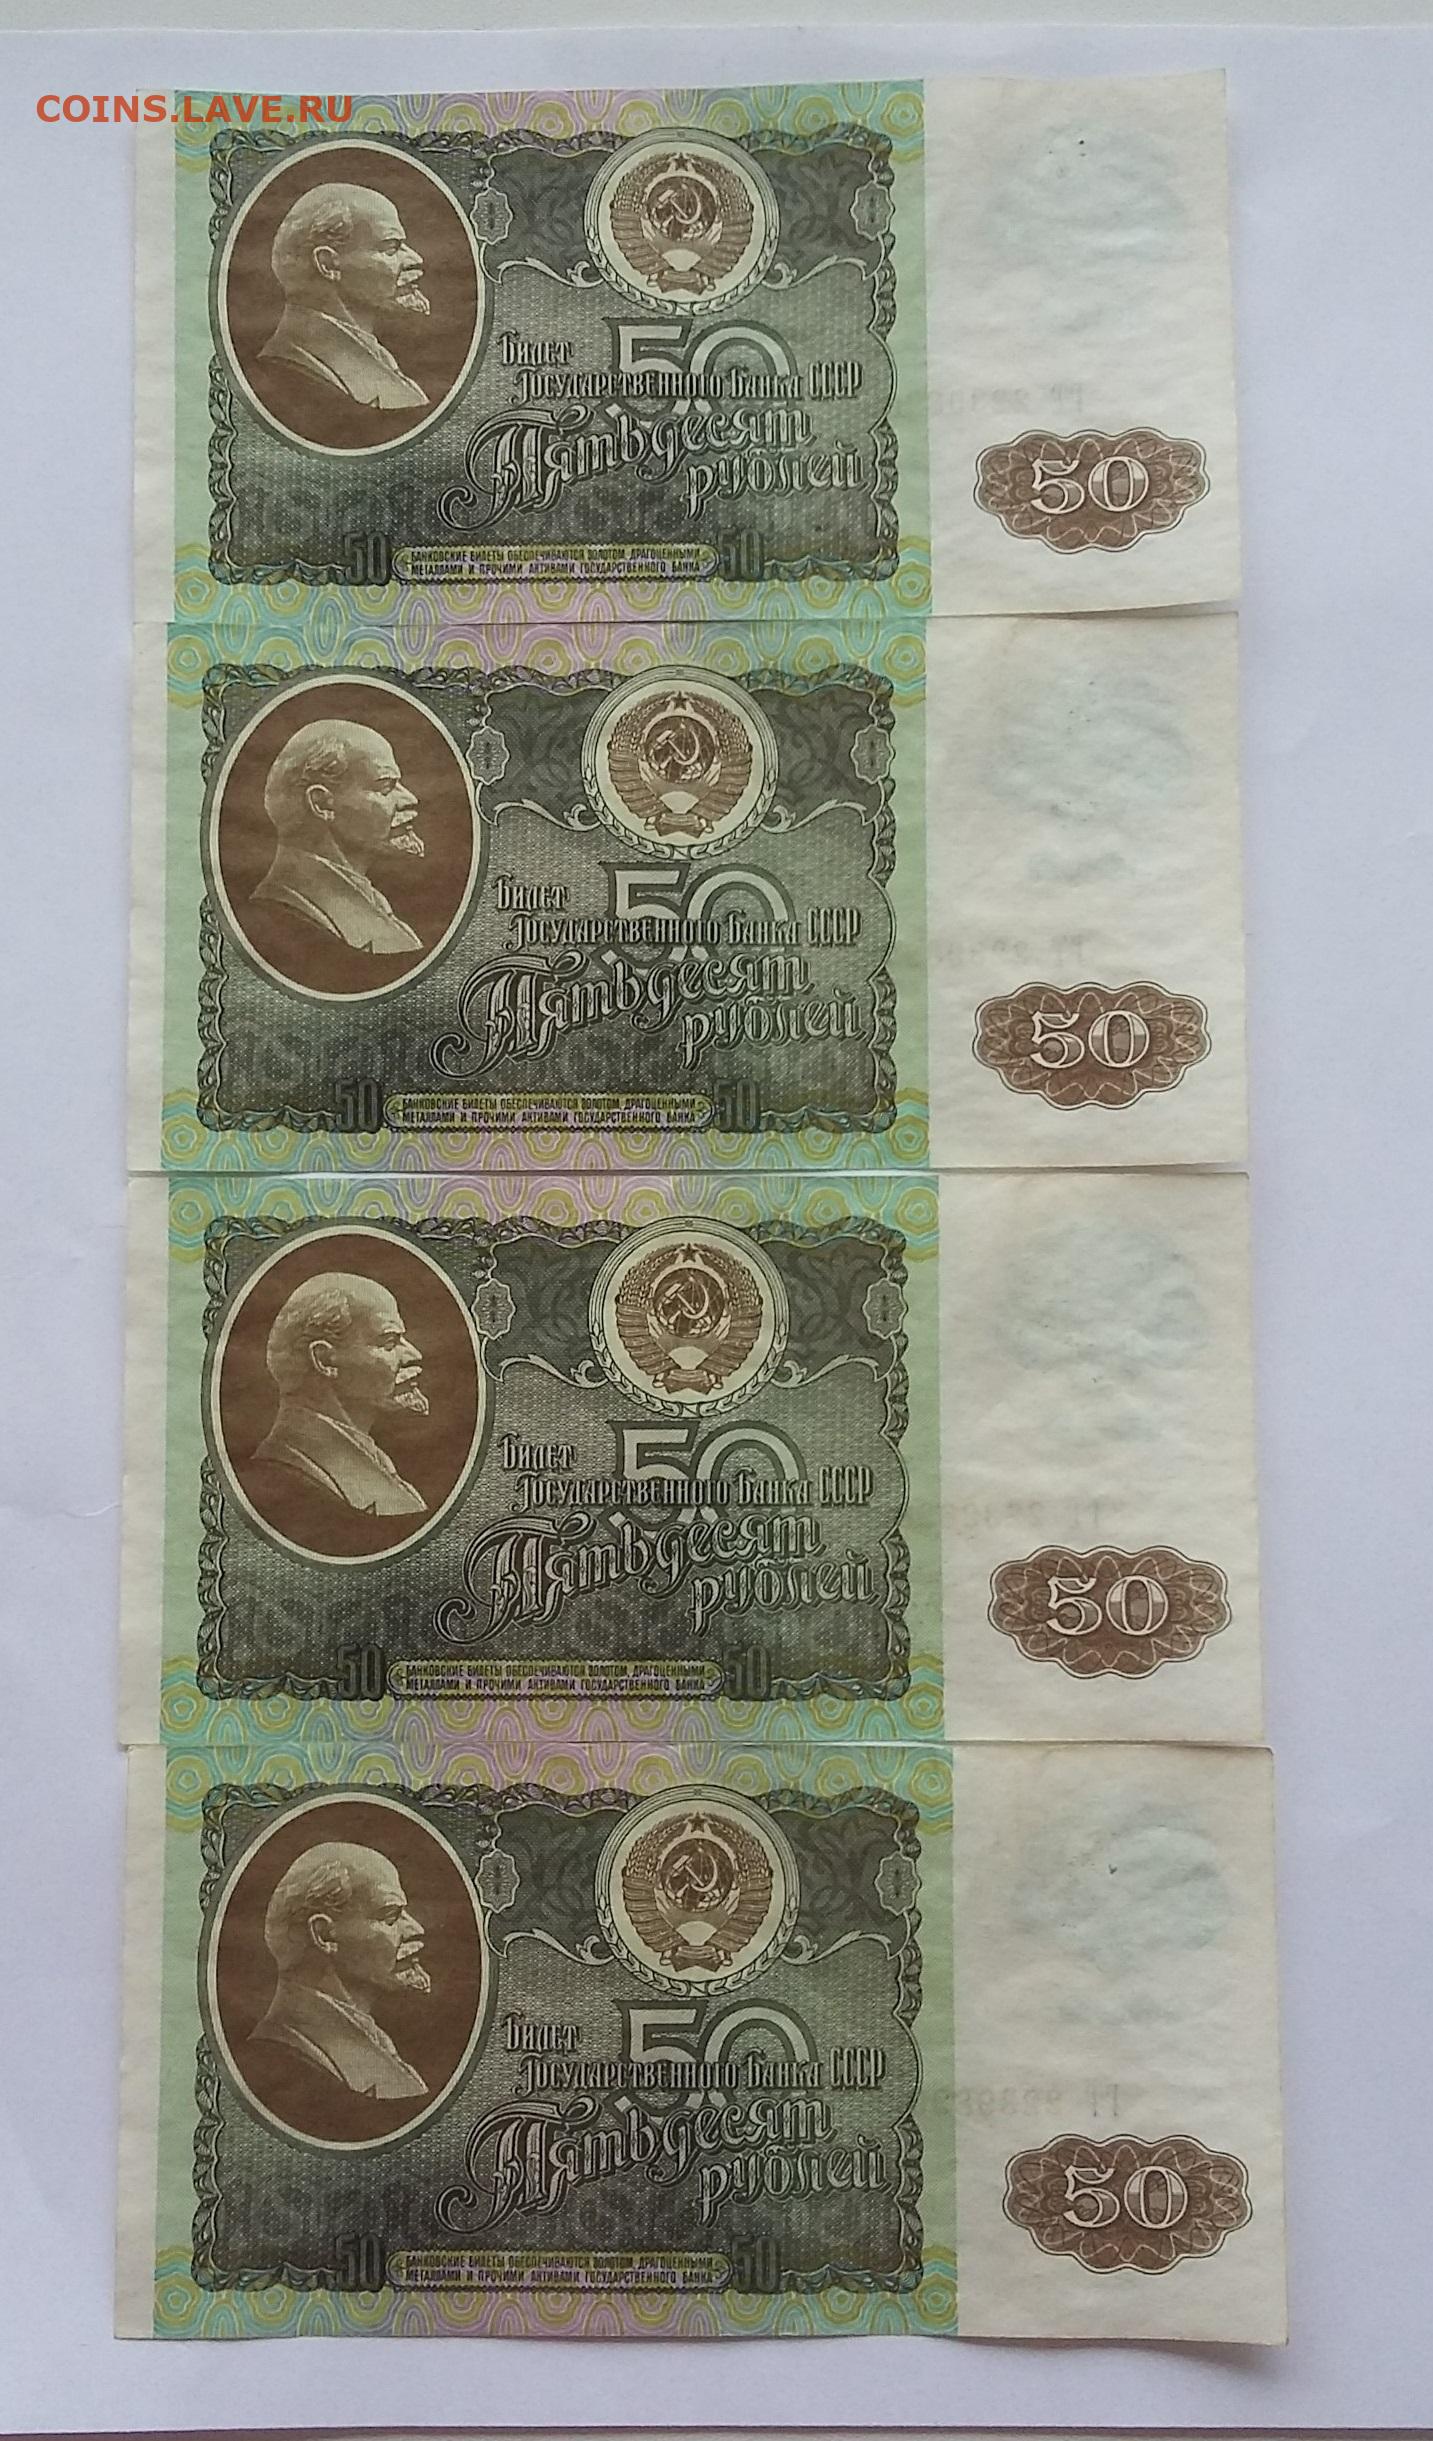 COINS.LAVE.RU
50
Билет
Государственного Банка СССР
Пятьдесят
рублей
50
50 БАНКОВСКИЕ БИЛЕТЫ ОБЕСПЕЧИВАЮТСЯ ЗОЛОТОМ, ДРАГОЦЕННЫМИ 50
МЕТАЛЛАМИ И ПРОЧИМИ АКТИВАМИ ГОСУДАРСТВЕННОГО БАНКА
50
Билет
Государственного Банка СССР
Пятьдесят
рублей
50
50 БАНКОВСКИЕ БИЛЕТЫ ОБЕСПЕЧИВАЮТСЯ ЗОЛОТОМ, ДРАГОЦЕННЫМИ 50
МЕТАЛЛАМИ И ПРОЧИМИ АКТИВАМИ ГОСУДАРСТВЕННОГО БАНКА
50
Билет
Государственного Банка СССР
Пятьдесят
рублей
50
50 БАНКОВСКИЕ БИЛЕТЫ ОБЕСПЕЧИВАЮТСЯ ЗОЛОТОМ, ДРАГОЦЕННЫМИ 50
МЕТАЛЛАМИ И ПРОЧИМИ АКТИВАМИ ГОСУДАРСТВЕННОГО БАНКА
50
Билет
Государственного Банка СССР
Пятьдесят
рублей
50
50 БАНКОВСКИЕ БИЛЕТЫ ОБЕСПЕЧИВАЮТСЯ ЗОЛОТОМ, ДРАГОЦЕННЫМИ 50
МЕТАЛЛАМИ И ПРОЧИМИ АКТИВАМИ ГОСУДАРСТВЕННОГО БАНКА